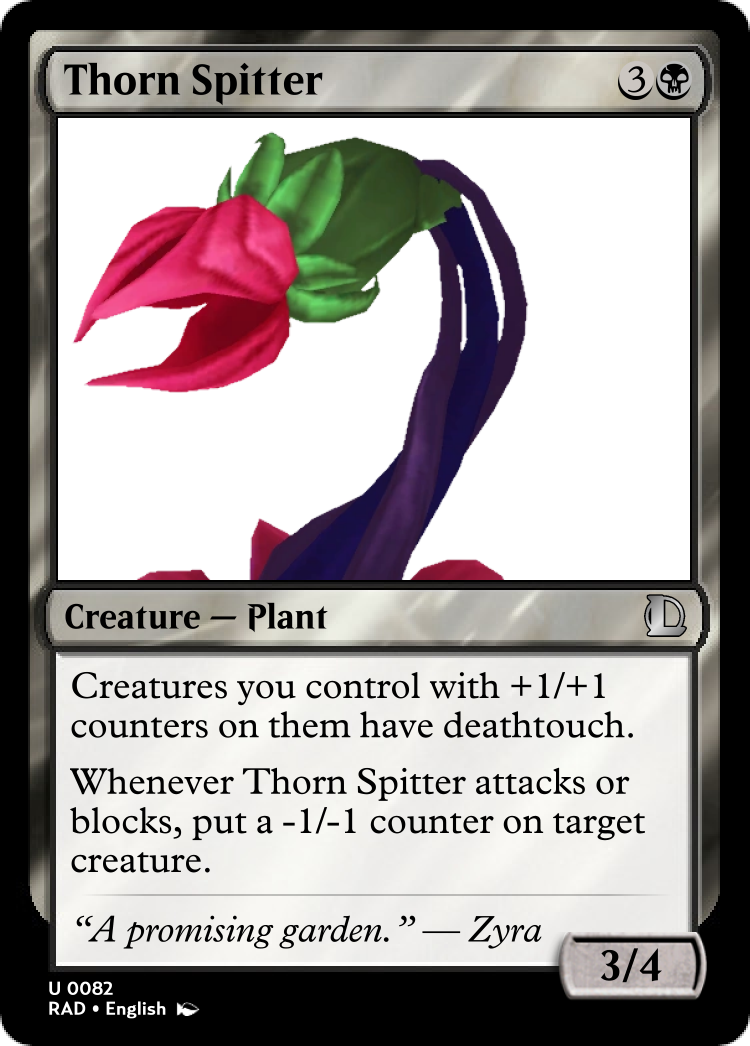 Thorn Spitter
3
Creature — Plant
Creatures you control with +1/+1
counters on them have deathtouch.
Whenever Thorn Spitter attacks or
blocks, put a -1/-1 counter on target
creature.
“A promising garden.” — Zyra
3/4
U 0082
RAD • English